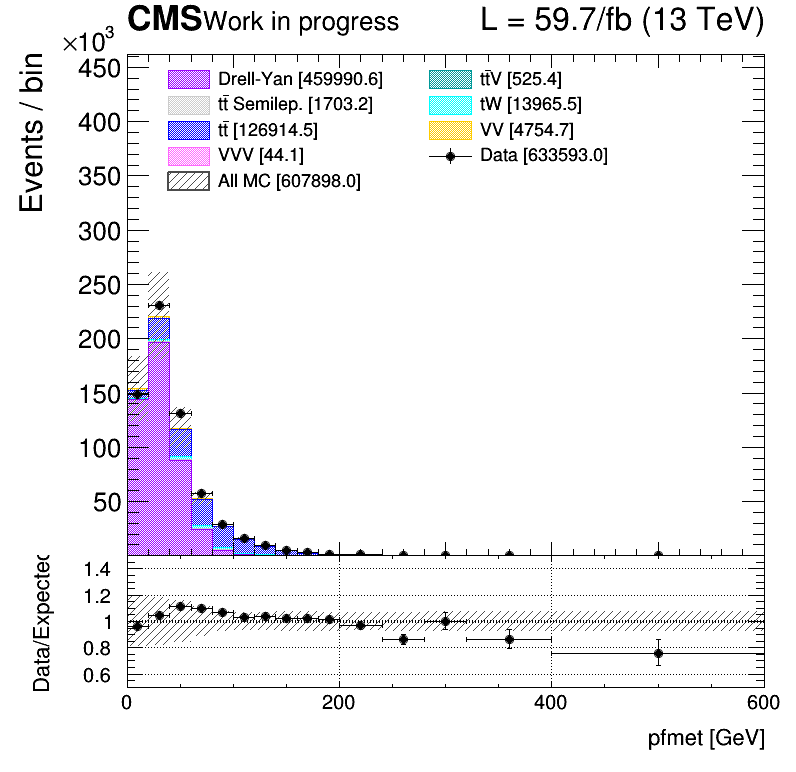 CMS Work in progress L = 59.7/fb (13 TeV)
×10³
Events / bin
450
400
350
300
250
200
150
100
50
Drell-Yan [459990.6]
tt̄ Semilep. [1703.2]
tt̄ [126914.5]
VVV [44.1]
All MC [607898.0]
tt̄V [525.4]
tW [13965.5]
VV [4754.7]
Data [633593.0]
Data/Expected
1.4
1.2
1
0.8
0.6
0 200 400 600
pfmet [GeV]